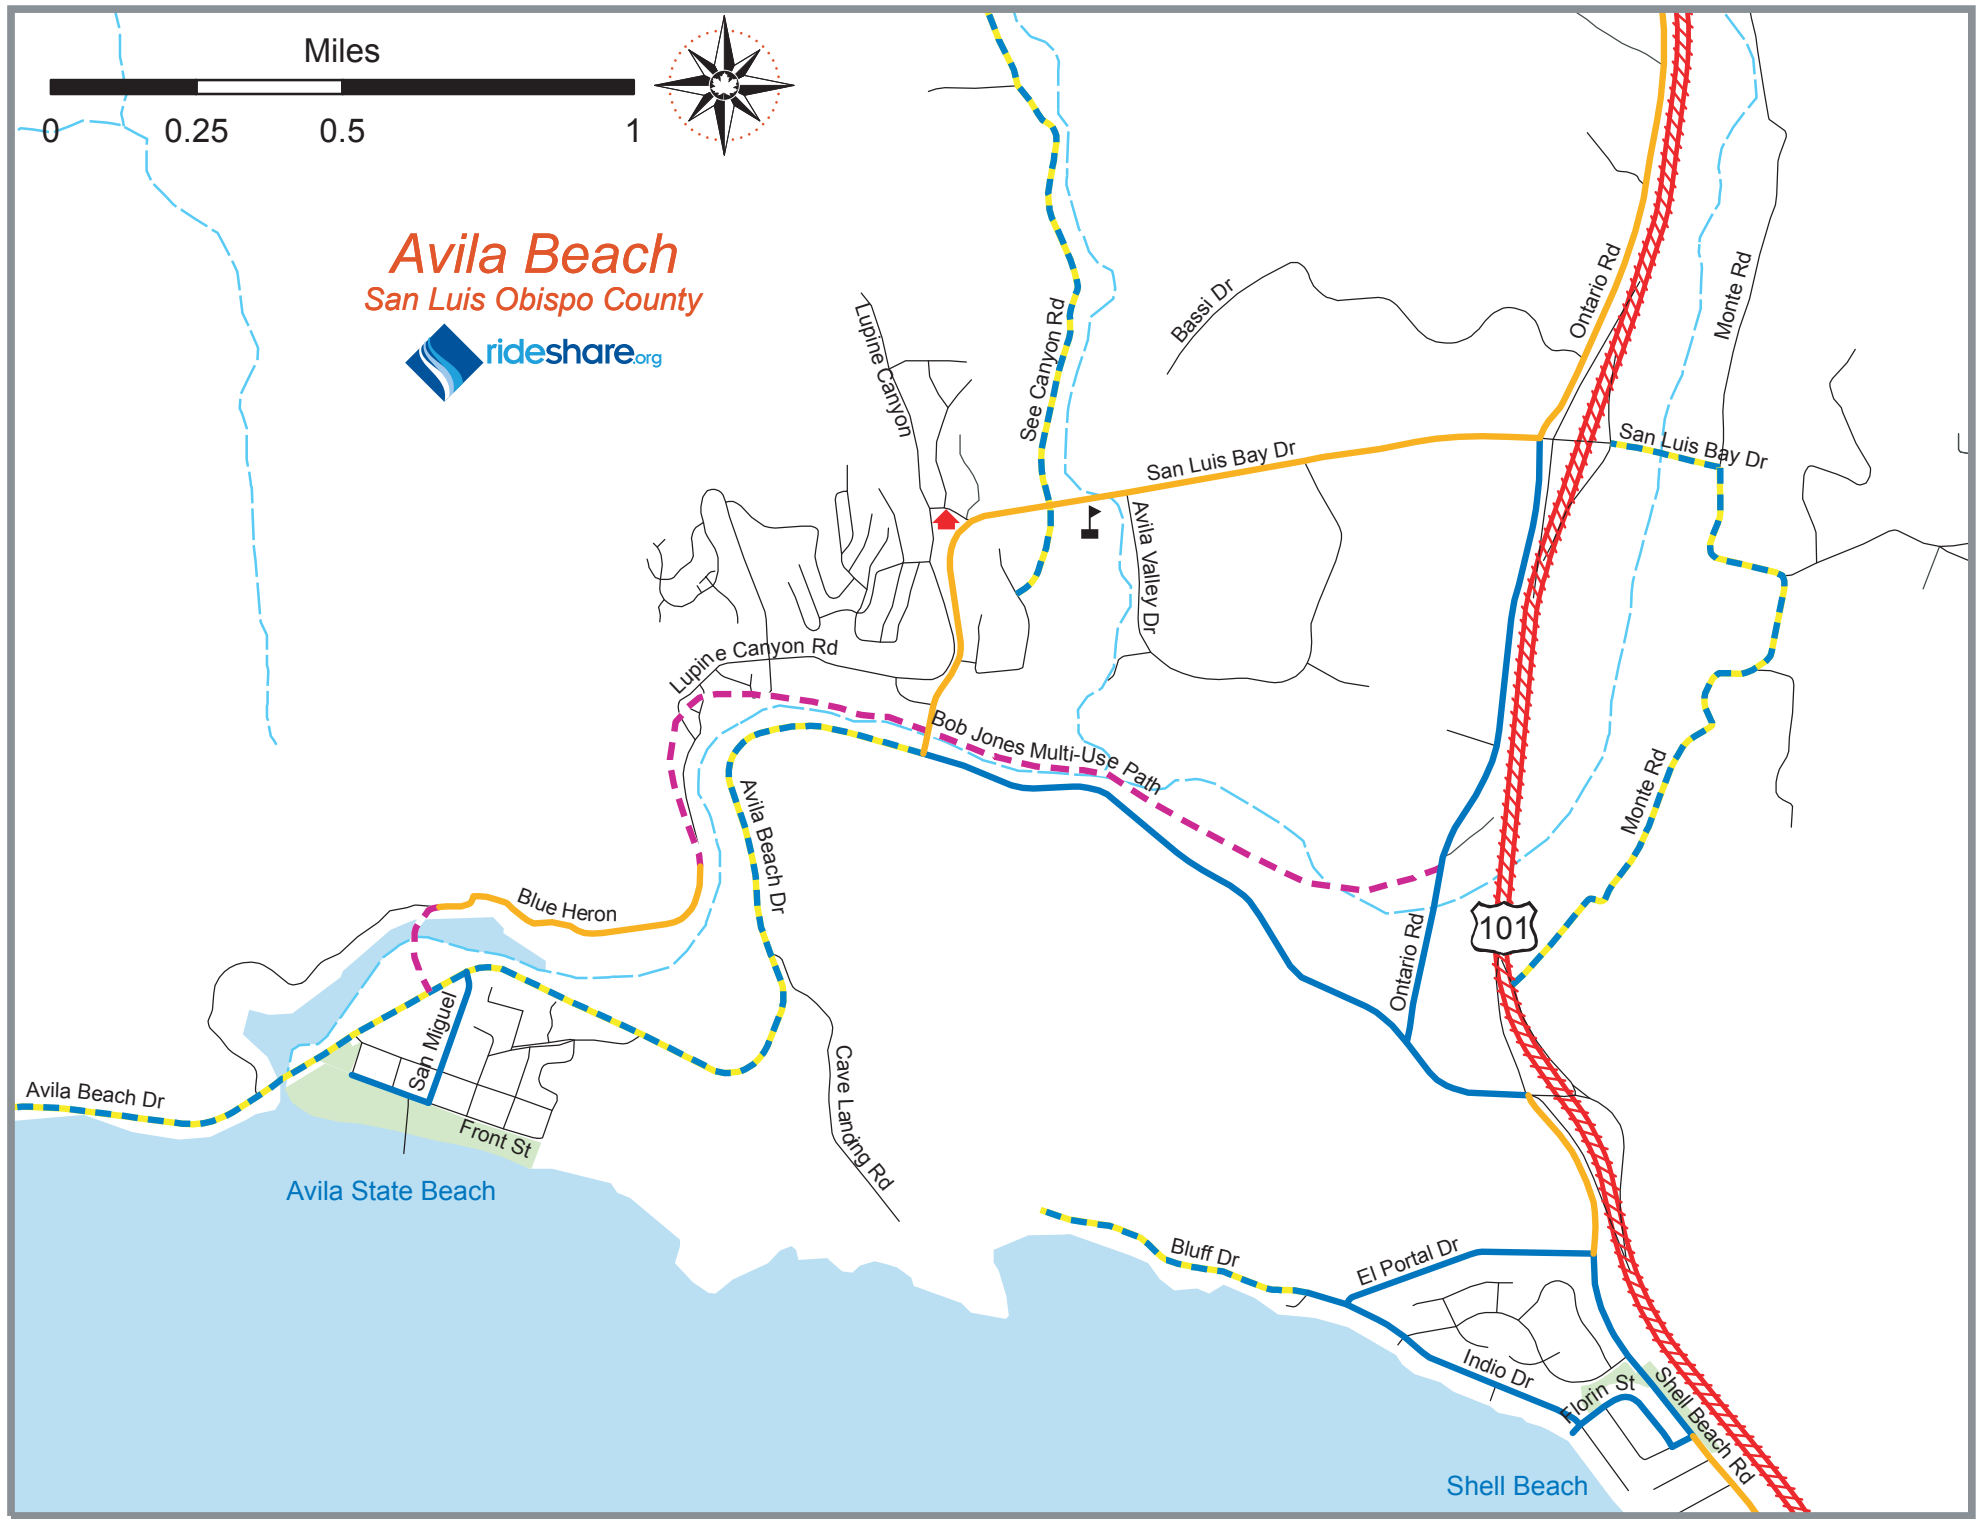 Miles
0
0.25
0.5
1
Avila Beach
San Luis Obispo County
rideshare.org
Lupine Canyon
See Canyon Rd
Bassi Dr
Ontario Rd
Monte Rd
San Luis Bay Dr
San Luis Bay Dr
Avila Valley Dr
Lupine Canyon Rd
Bob Jones Multi-Use Path
Avila Beach Dr
Monte Rd
Blue Heron
101
Ontario Rd
San Miguel
Avila Beach Dr
Cave Landing Rd
Front St
Avila State Beach
Bluff Dr
El Portal Dr
Indio Dr
Florin St
Shell Beach Rd
Shell Beach